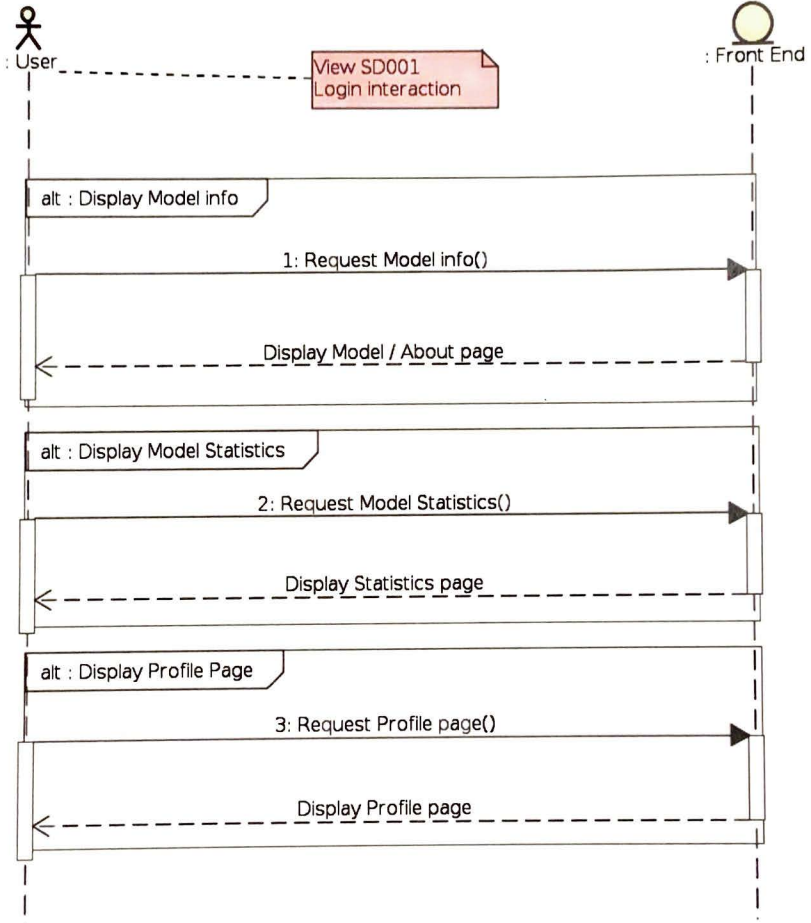 : User
: Front End
View SD001
Login interaction
alt : Display Model info
1: Request Model info()
Display Model / About page
alt : Display Model Statistics
2: Request Model Statistics()
Display Statistics page
alt : Display Profile Page
3: Request Profile page()
Display Profile page